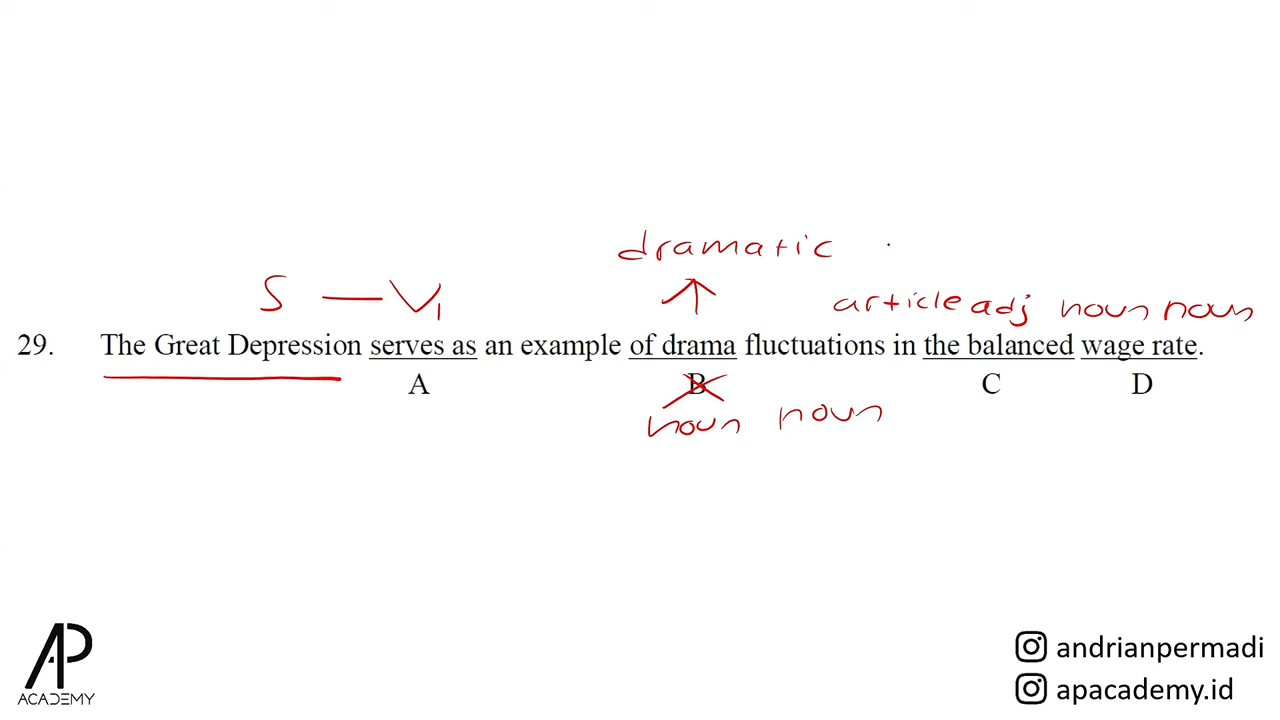 dramatic
S — V1
article adj noun noun
29. The Great Depression serves as an example of drama fluctuations in the balanced wage rate.
A B C D
noun noun
AP
ACADEMY
andrianpermadi
apacademy.id